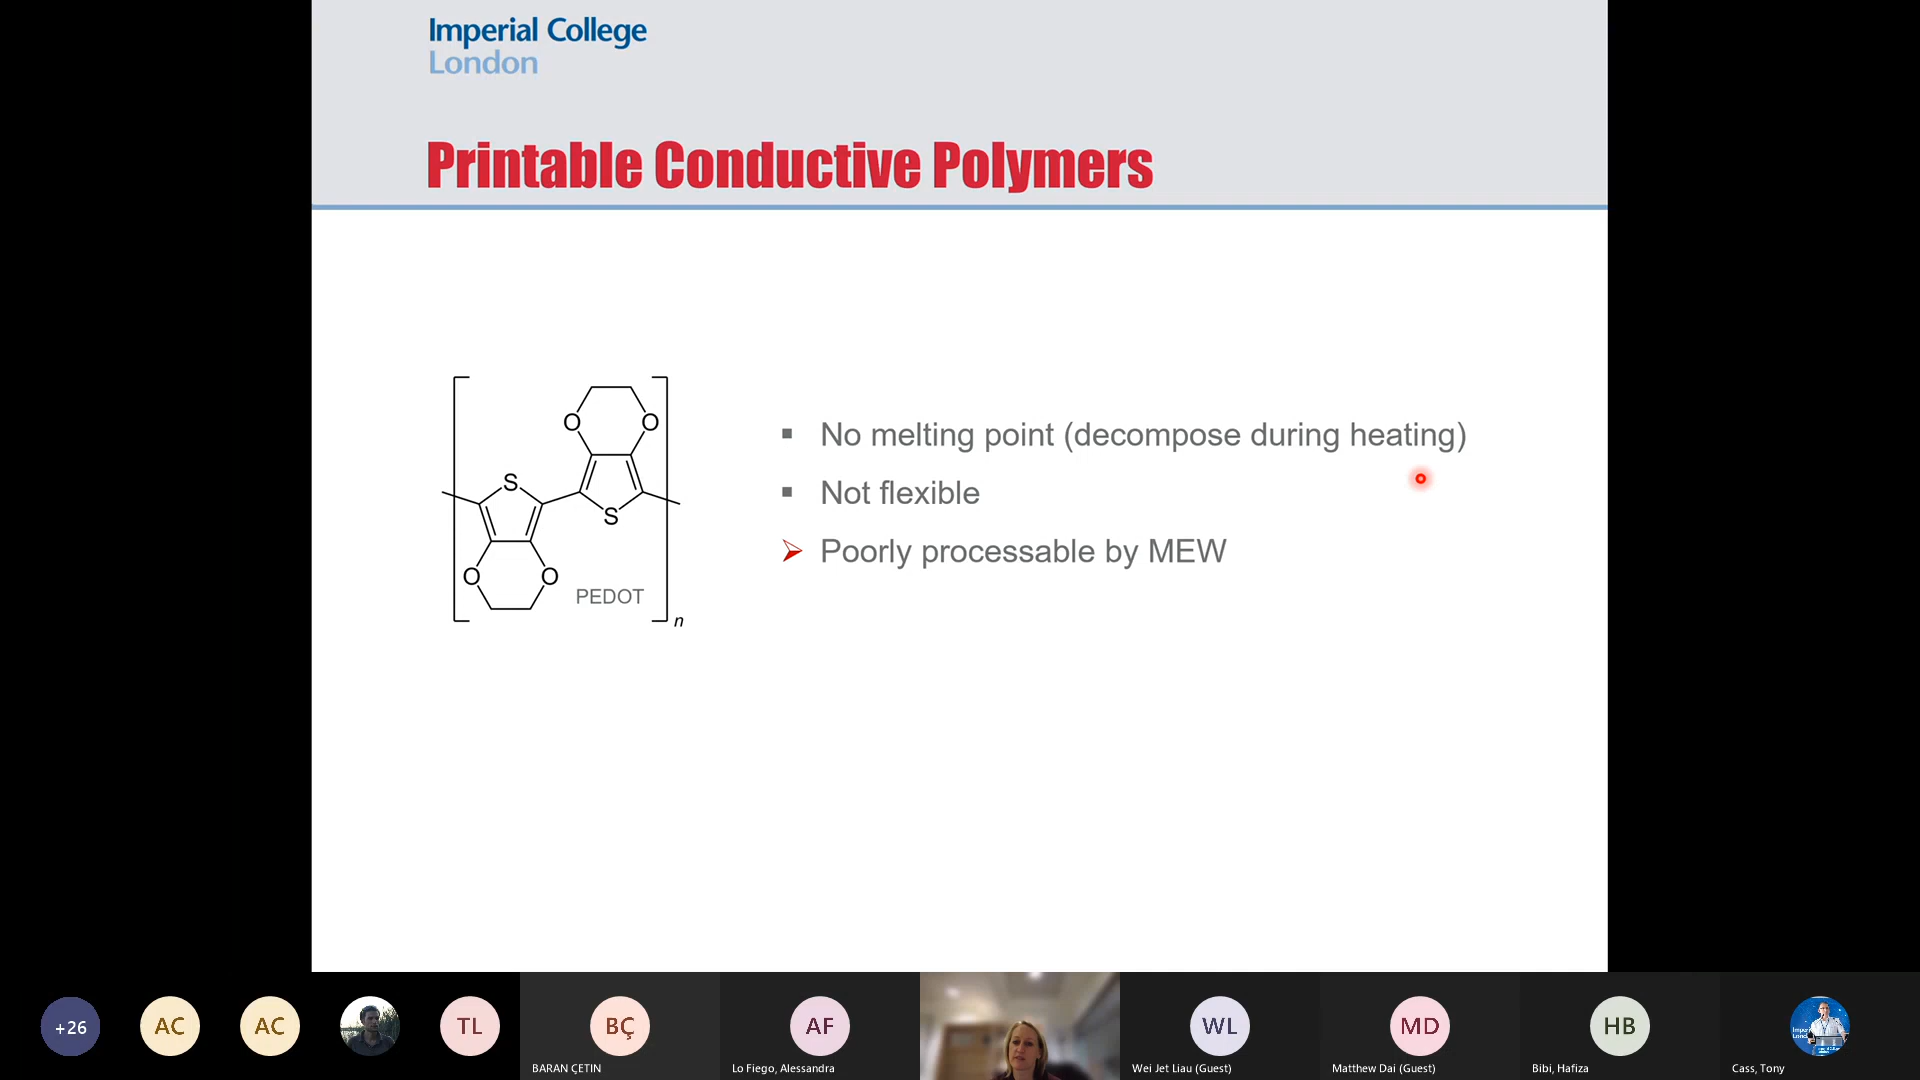 Imperial College
London
Printable Conductive Polymers
O O
S
S
O O
PEDOT
n
▪ No melting point (decompose during heating)
▪ Not flexible
➢ Poorly processable by MEW
+26
AC
AC
TL
BÇ
BARAN ÇETIN
AF
Lo Fiego, Alessandra
WL
Wei Jet Liau (Guest)
MD
Matthew Dai (Guest)
HB
Bibi, Hafiza
Cass, Tony